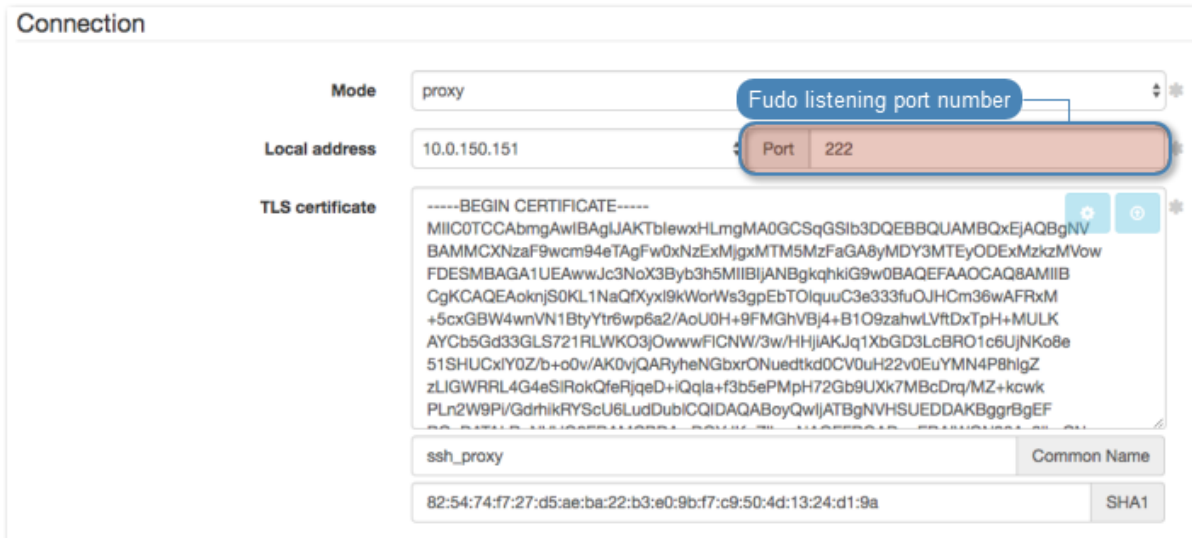 Connection
Mode
proxy
Fudo listening port number
Local address
10.0.150.151
Port
222
TLS certificate
-----BEGIN CERTIFICATE-----
MIIC0TCCAbmgAwIBAgIJAKTblewxHLmgMA0GCSqGSIb3DQEBBQUAMBQxEjAQBgNV
BAMMCXNzaF9wcm94eTAgFw0xNzExMjgxMTM5MzFaGA8yMDY3MTEyODExMzkzMVow
FDESMBAGA1UEAwwJc3NoX3Byb3h5MIIBIjANBgkqhkiG9w0BAQEFAAOCAQ8AMIIB
CgKCAQEAoknjS0KL1NaQfXyxl9kWorWs3gpEbTOlquuC3e333fuOJHCm36wAFRxM
+5cxGBW4wnVN1BtyYtr6wp6a2/AoU0H+9FMGhVBj4+B1O9zahwLVftDxTpH+MULK
AYCb5Gd33GLS721RLWKO3jOwwwFICNW/3w/HHjiAKJq1XbGD3LcBRO1c6UjNKo8e
51SHUCxlY0Z/b+o0v/AK0vjQARyheNGbxrONuedtkd0CV0uH22v0EuYMN4P8hlgZ
zLIGWRRL4G4eSlRokQfeRjqeD+iQqla+f3b5ePMpH72Gb9UXk7MBcDrq/MZ+kcwk
PLn2W9Pi/GdrhikRYScU6LudDublCQIDAQABoyQwIjATBgNVHSUEDDAKBggrBgEF
ssh_proxy
Common Name
82:54:74:f7:27:d5:ae:ba:22:b3:e0:9b:f7:c9:50:4d:13:24:d1:9a
SHA1